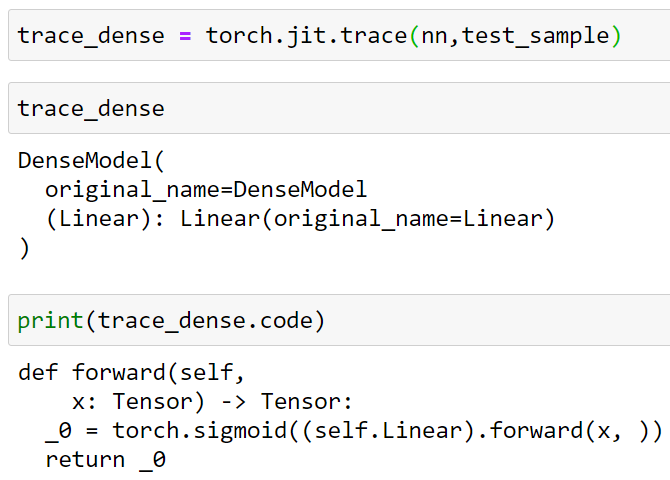 trace_dense = torch.jit.trace(nn,test_sample)
trace_dense
DenseModel(
  original_name=DenseModel
  (Linear): Linear(original_name=Linear)
)
print(trace_dense.code)
def forward(self,
    x: Tensor) -> Tensor:
  _0 = torch.sigmoid((self.Linear).forward(x, ))
  return _0